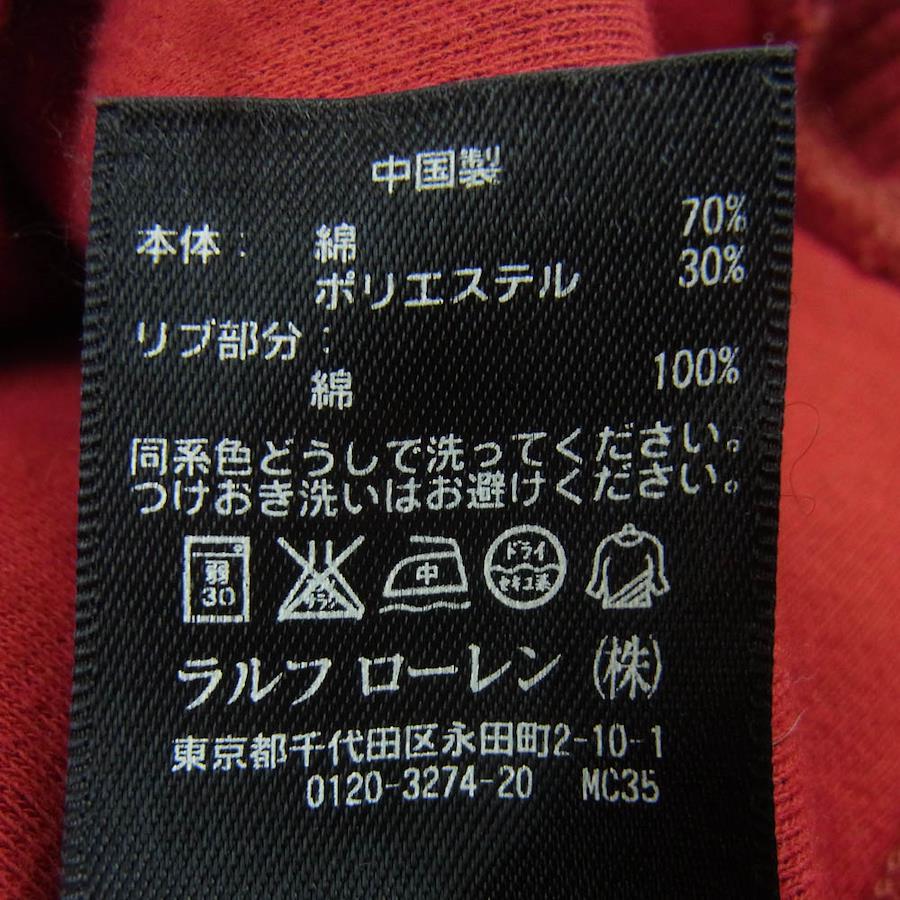 中国製
本体： 綿 70%
ポリエステル 30%
リブ部分：
綿 100%
同系色どうしで洗ってください。
つけおき洗いはお避けください。
弱 30
サラシ
中
ドライ
セキユ系
ラルフ ローレン (株)
東京都千代田区永田町2-10-1
0120-3274-20 MC35